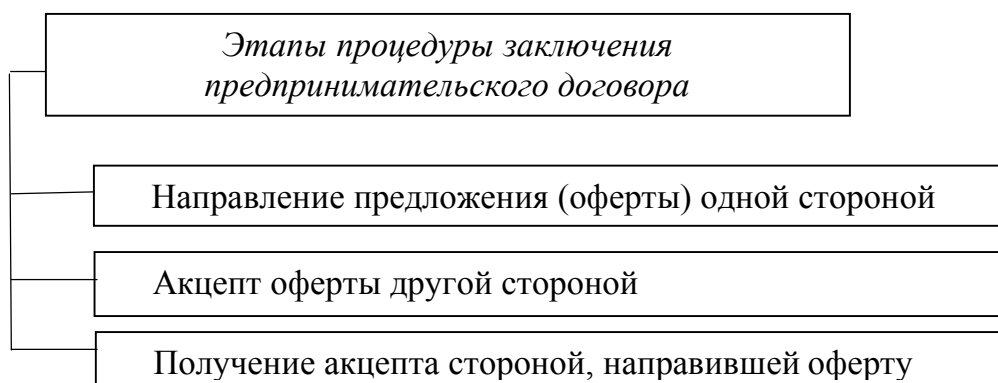 Этапы процедуры заключения
предпринимательского договора
Направление предложения (оферты) одной стороной
Акцепт оферты другой стороной
Получение акцепта стороной, направившей оферту